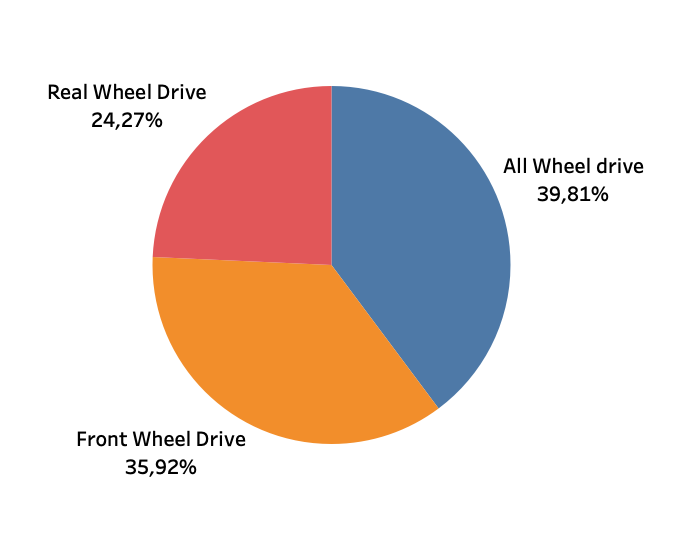 Real Wheel Drive
24,27%
All Wheel drive
39,81%
Front Wheel Drive
35,92%